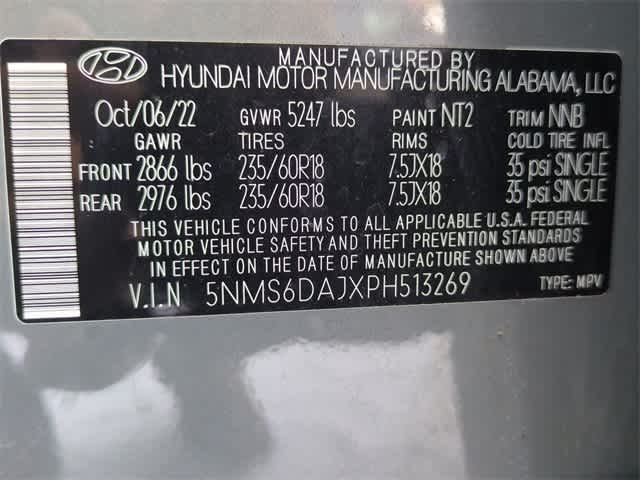 MANUFACTURED BY
HYUNDAI MOTOR MANUFACTURING ALABAMA, LLC
Oct/06/22 GVWR 5247 lbs PAINT NT2 TRIM NNB
GAWR TIRES RIMS COLD TIRE INFL
FRONT 2866 lbs 235/60R18 7.5JX18 35 psi SINGLE
REAR 2976 lbs 235/60R18 7.5JX18 35 psi SINGLE
THIS VEHICLE CONFORMS TO ALL APPLICABLE U.S.A. FEDERAL
MOTOR VEHICLE SAFETY AND THEFT PREVENTION STANDARDS
IN EFFECT ON THE DATE OF MANUFACTURE SHOWN ABOVE
V.I.N 5NMS6DAJXPH513269 TYPE: MPV